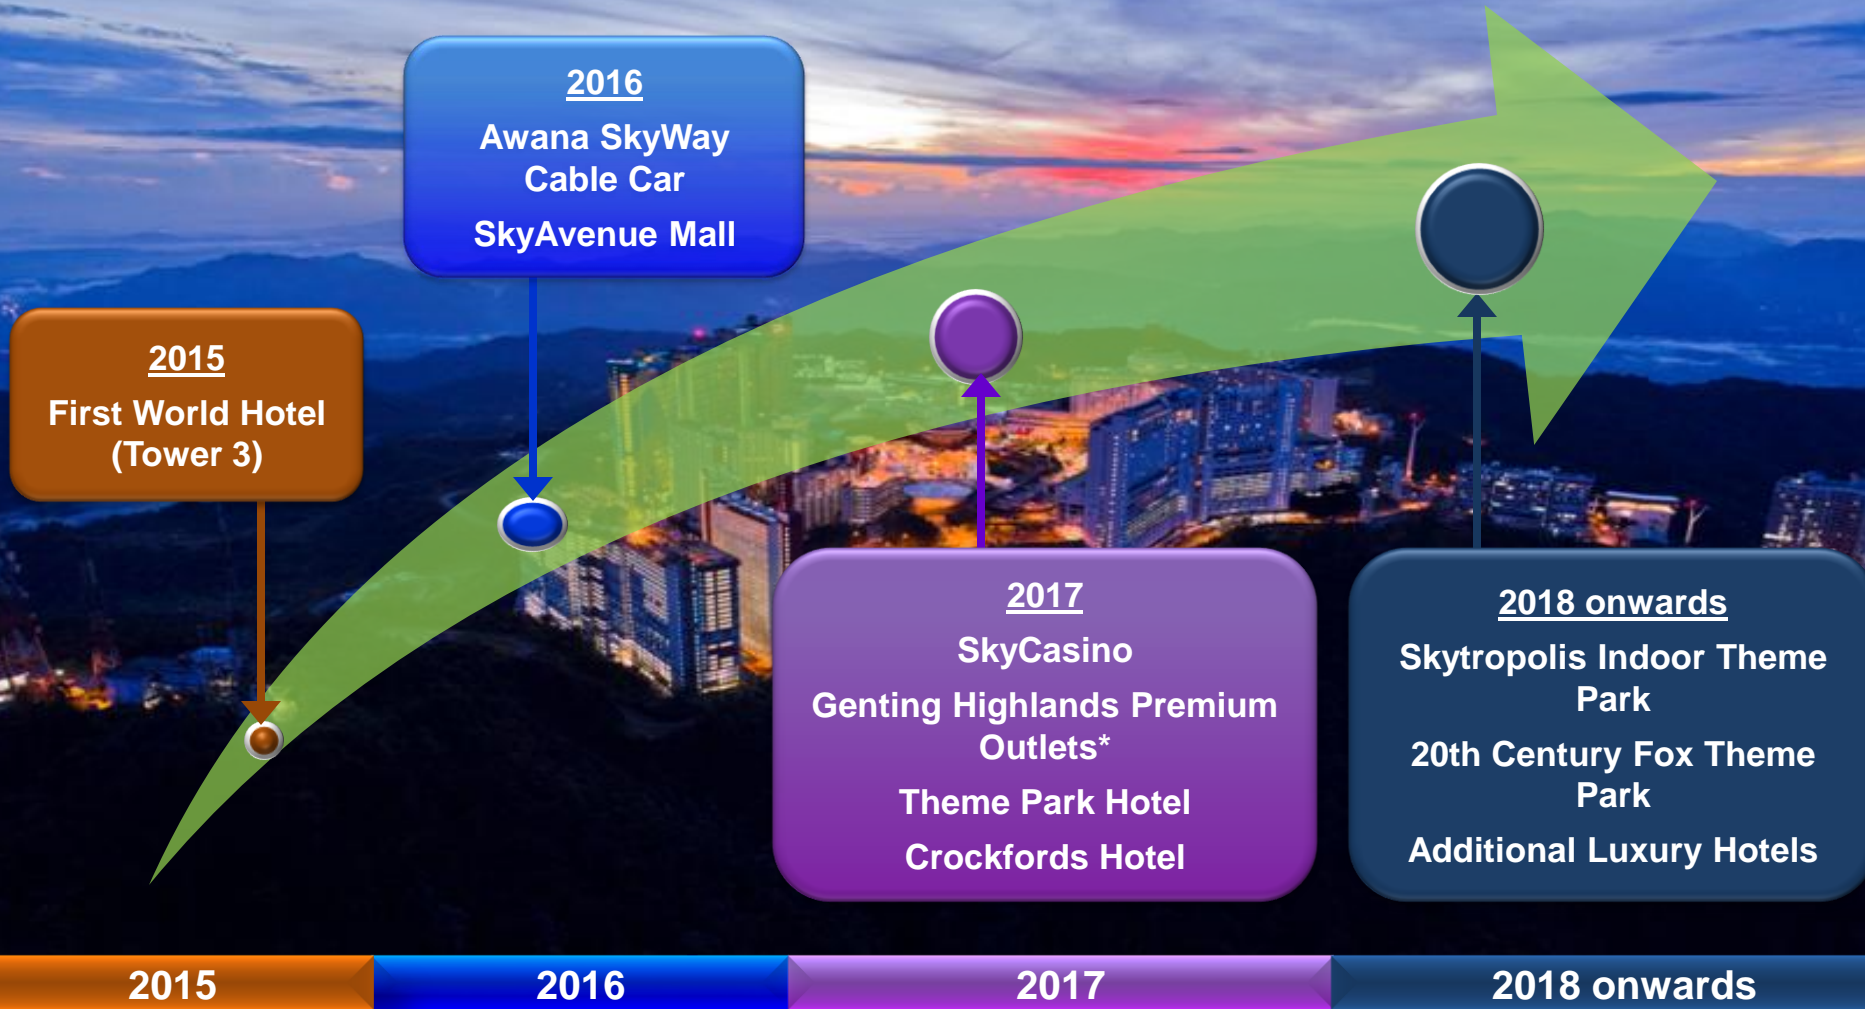 2016
Awana SkyWay
Cable Car
SkyAvenue Mall
2015
First World Hotel
(Tower 3)
2017
SkyCasino
Genting Highlands Premium
Outlets*
Theme Park Hotel
Crockfords Hotel
2018 onwards
Skytropolis Indoor Theme
Park
20th Century Fox Theme
Park
Additional Luxury Hotels
2015
2016
2017
2018 onwards